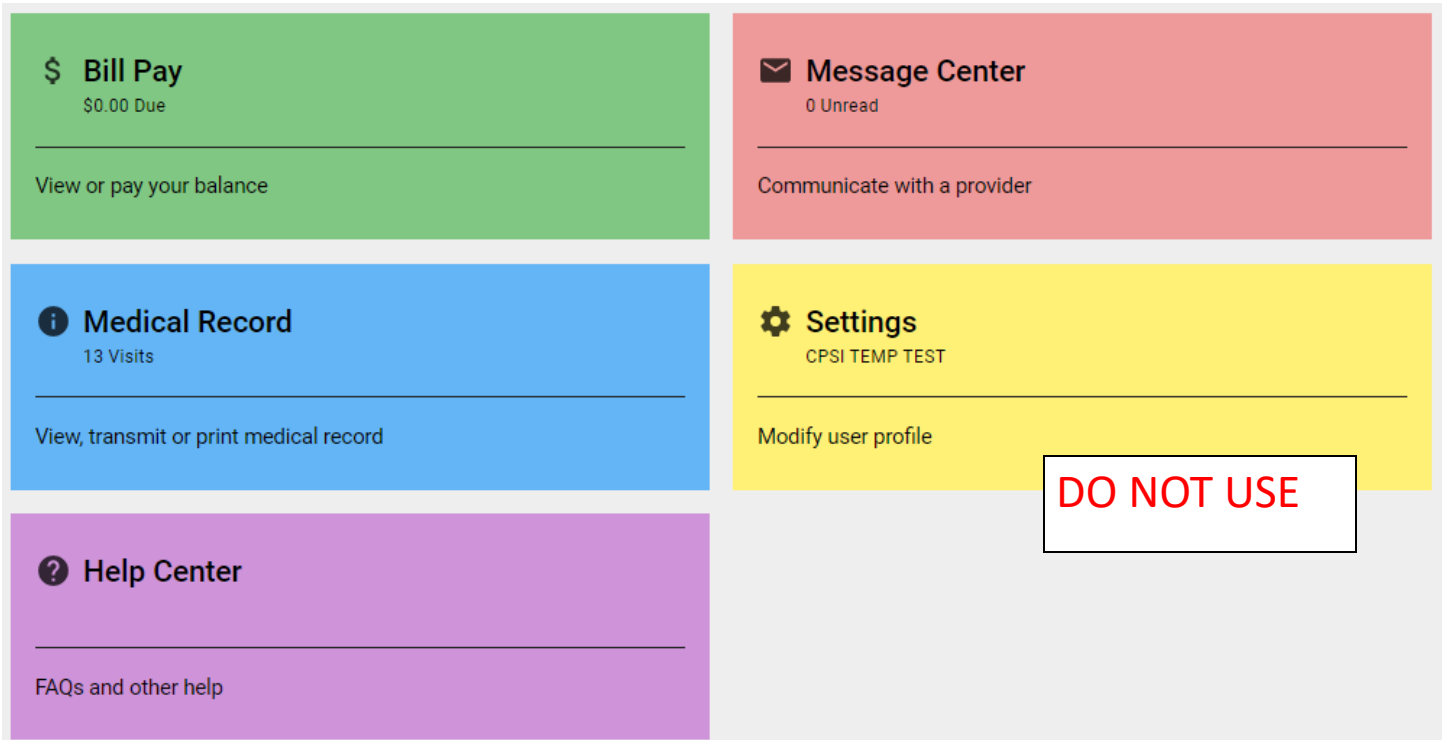 Bill Pay
$0.00 Due
View or pay your balance
Message Center
0 Unread
Communicate with a provider
Medical Record
13 Visits
View, transmit or print medical record
Settings
CPSI TEMP TEST
Modify user profile
DO NOT USE
Help Center
FAQs and other help